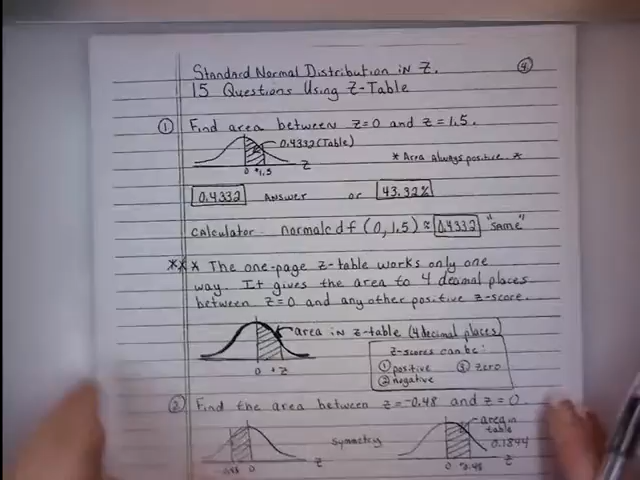 Standard Normal Distribution in Z. 4
15 Questions Using Z-Table
1 Find area between Z=0 and Z=1.5.
0.4332 (Table)
* Area Always positive. *
0 +1.5 Z
0.4332 Answer or 43.32%
Calculator normalcdf (0, 1.5) ≈ 0.4332 "same"
*** The one-page Z-table works only one
way. It gives the area to 4 decimal places
between Z=0 and any other positive Z-score.
area in Z-table (4 decimal places)
Z-scores can be:
1 positive 3 zero
2 negative
0 +Z
2 Find the area between Z=-0.48 and Z=0
area in
table
symmetry
0.1844
0 Z
0 +0.48 Z